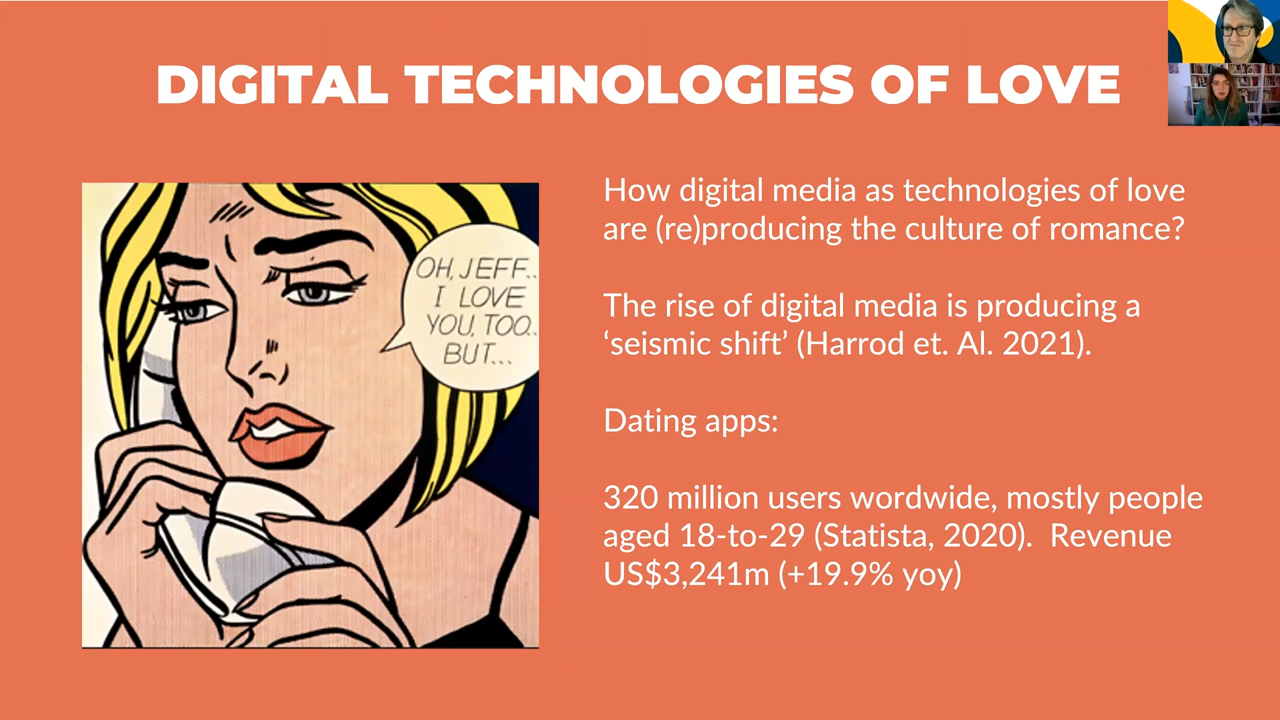 DIGITAL TECHNOLOGIES OF LOVE
OH, JEFF..
I LOVE
YOU, TOO..
BUT...
How digital media as technologies of love
are (re)producing the culture of romance?
The rise of digital media is producing a
‘seismic shift’ (Harrod et. Al. 2021).
Dating apps:
320 million users wordwide, mostly people
aged 18-to-29 (Statista, 2020).  Revenue
US$3,241m (+19.9% yoy)